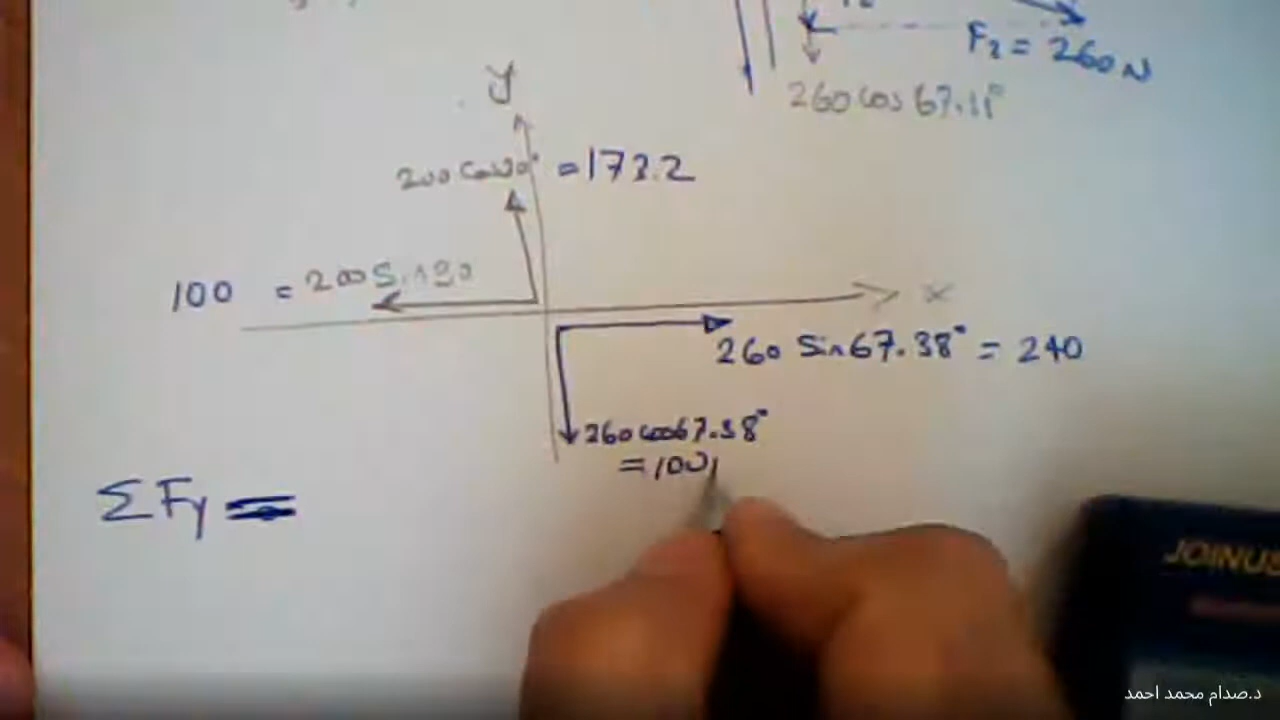 F₂ = 260 N
260 cos 67.38°
y
200 cos 30° = 173.2
100 = 200 Sin 30
x
260 Sin 67.38° = 240
260 cos 67.38°
= 100
ΣFy =
JOINUS
د.صدام محمد احمد